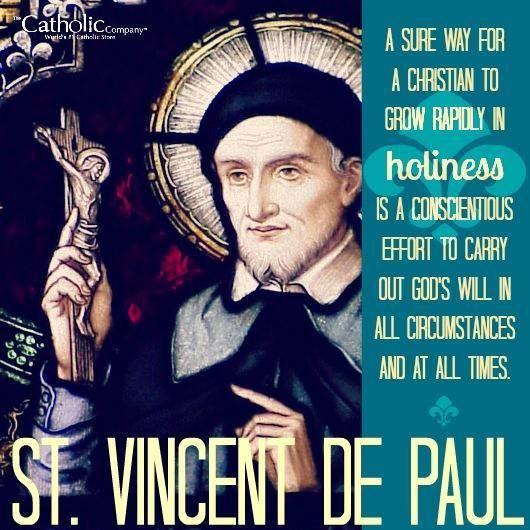 The Catholic Company™
World's #1 Catholic Store
A SURE WAY FOR
A CHRISTIAN TO
GROW RAPIDLY IN
holiness
IS A CONSCIENTIOUS
EFFORT TO CARRY
OUT GOD'S WILL IN
ALL CIRCUMSTANCES
AND AT ALL TIMES.
ST. VINCENT DE PAUL